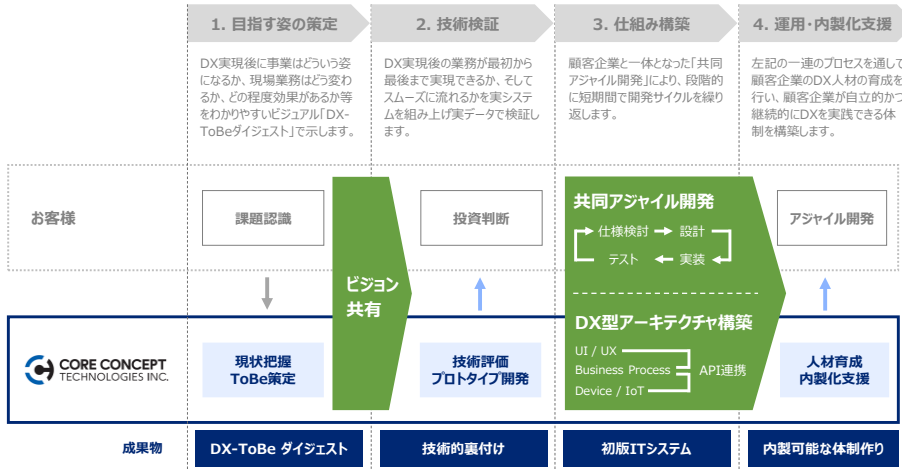 1. 目指す姿の策定
2. 技術検証
3. 仕組み構築
4. 運用・内製化支援
DX実現後に事業はどういう姿
になるか、現場業務はどう変わ
るか、どの程度効果があるか等
をわかりやすいビジュアル「DX-
ToBeダイジェスト」で示します。
DX実現後の業務が最初から
最後まで実現できるか、そして
スムーズに流れるかを実システ
ムを組み上げ実データで検証し
ます。
顧客企業と一体となった「共同
アジャイル開発」により、段階的
に短期間で開発サイクルを繰り
返します。
左記の一連のプロセスを通して
顧客企業のDX人材の育成を
行い、顧客企業が自立的かつ
継続的にDXを実践できる体
制を構築します。
お客様
課題認識
投資判断
共同アジャイル開発
仕様検討
設計
テスト
実装
アジャイル開発
ビジョン
共有
CORE CONCEPT
TECHNOLOGIES INC.
現状把握
ToBe策定
技術評価
プロトタイプ開発
DX型アーキテクチャ構築
UI / UX
Business Process
API連携
Device / IoT
人材育成
内製化支援
成果物
DX-ToBe ダイジェスト
技術的裏付け
初版ITシステム
内製可能な体制作り